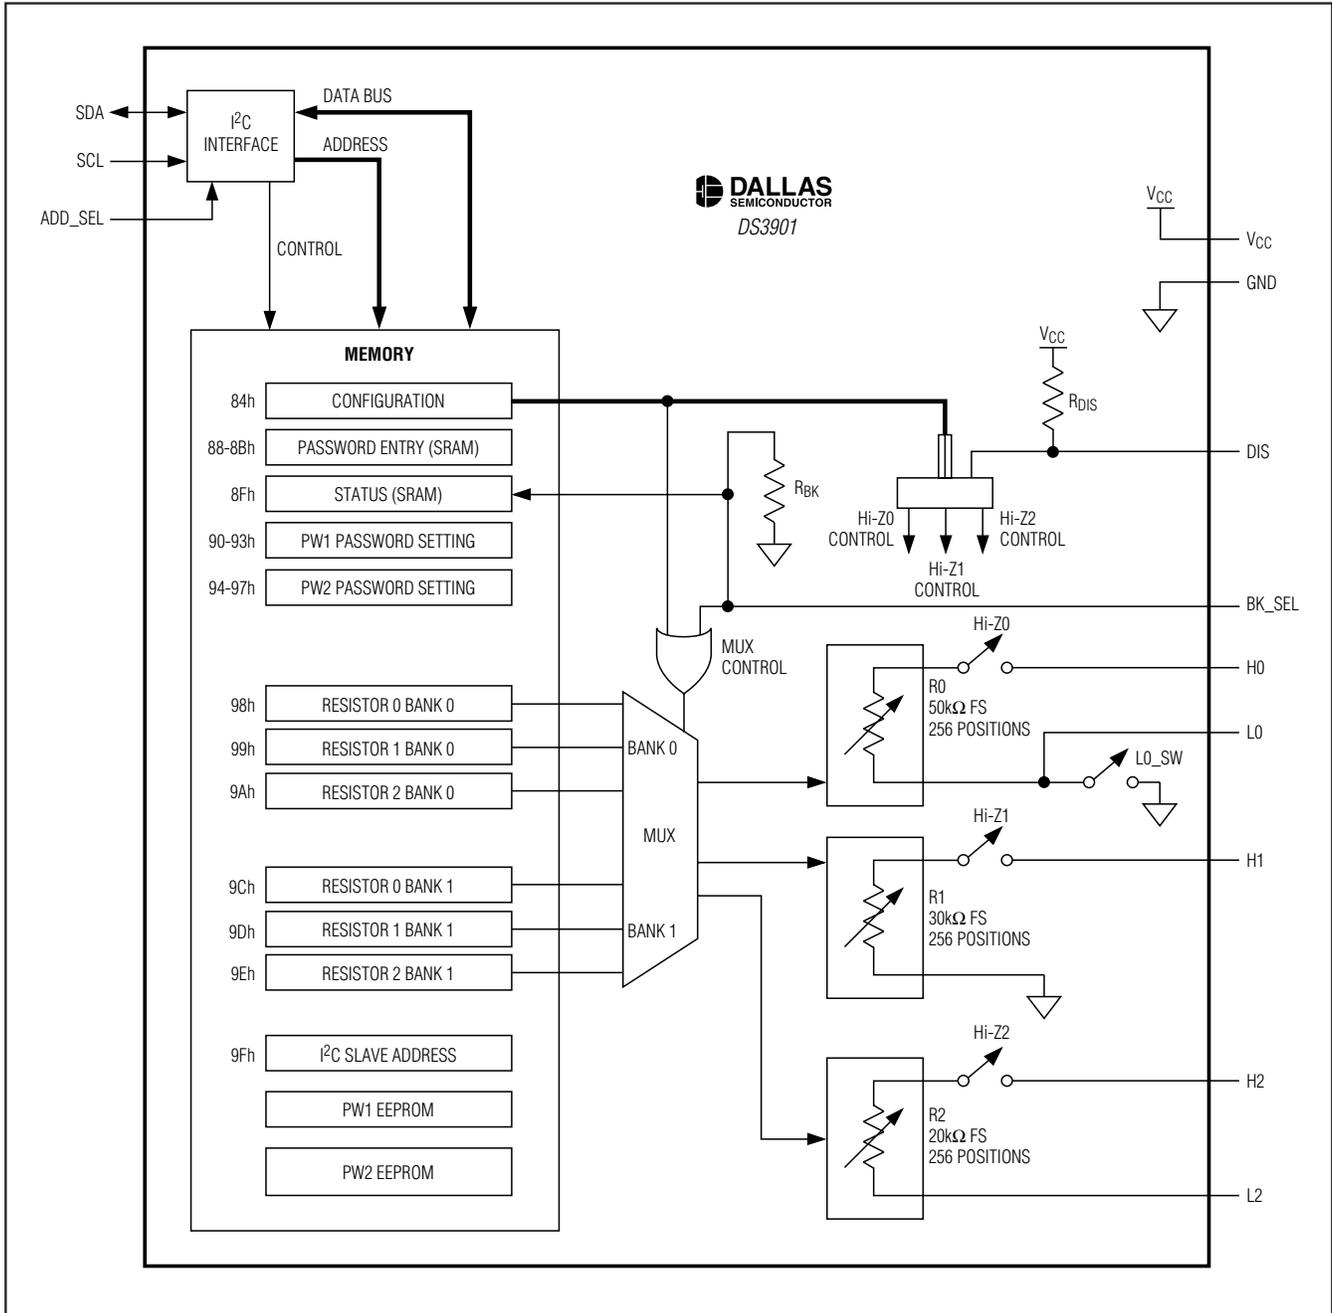 SDA
SCL
ADD_SEL
I2C
INTERFACE
DATA BUS
ADDRESS
CONTROL
DALLAS
SEMICONDUCTOR
DS3901
VCC
VCC
GND
MEMORY
84h
CONFIGURATION
88-8Bh
PASSWORD ENTRY (SRAM)
8Fh
STATUS (SRAM)
90-93h
PW1 PASSWORD SETTING
94-97h
PW2 PASSWORD SETTING
VCC
RDIS
DIS
RBK
Hi-Z0
CONTROL
Hi-Z1
CONTROL
Hi-Z2
CONTROL
BK_SEL
MUX
CONTROL
98h
RESISTOR 0 BANK 0
99h
RESISTOR 1 BANK 0
9Ah
RESISTOR 2 BANK 0
9Ch
RESISTOR 0 BANK 1
9Dh
RESISTOR 1 BANK 1
9Eh
RESISTOR 2 BANK 1
BANK 0
MUX
BANK 1
Hi-Z0
H0
R0
50kΩ FS
256 POSITIONS
L0
L0_SW
Hi-Z1
H1
R1
30kΩ FS
256 POSITIONS
Hi-Z2
H2
R2
20kΩ FS
256 POSITIONS
L2
9Fh
I2C SLAVE ADDRESS
PW1 EEPROM
PW2 EEPROM